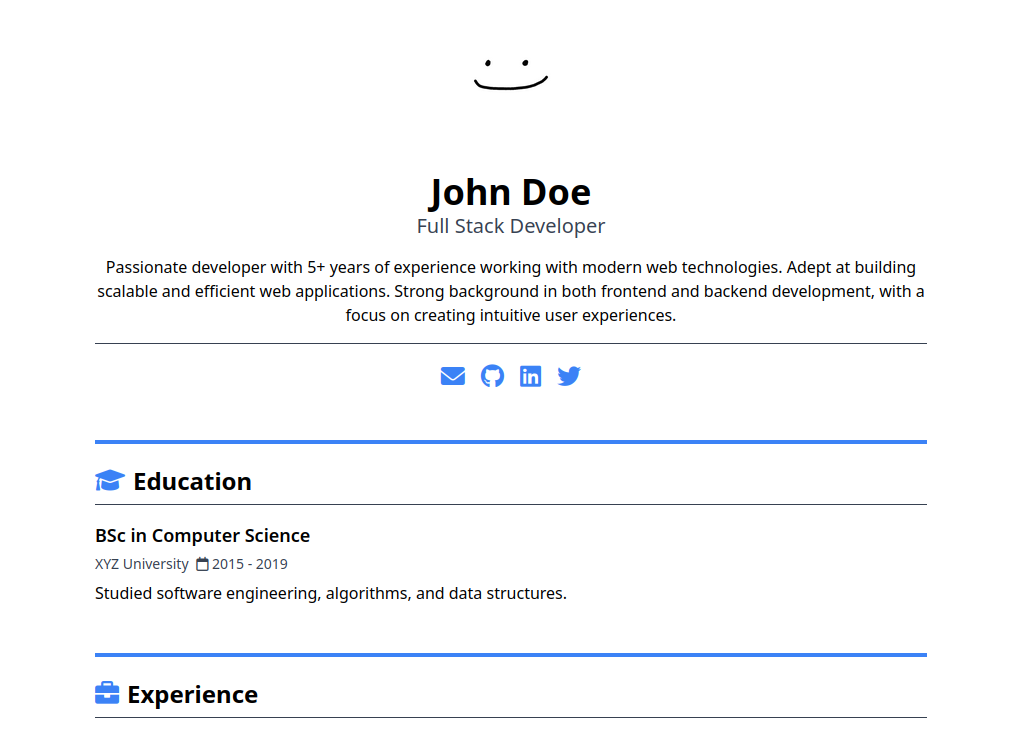 John Doe
Full Stack Developer
Passionate developer with 5+ years of experience working with modern web technologies. Adept at building
scalable and efficient web applications. Strong background in both frontend and backend development, with a
focus on creating intuitive user experiences.
Education
BSc in Computer Science
XYZ University 2015 - 2019
Studied software engineering, algorithms, and data structures.
Experience